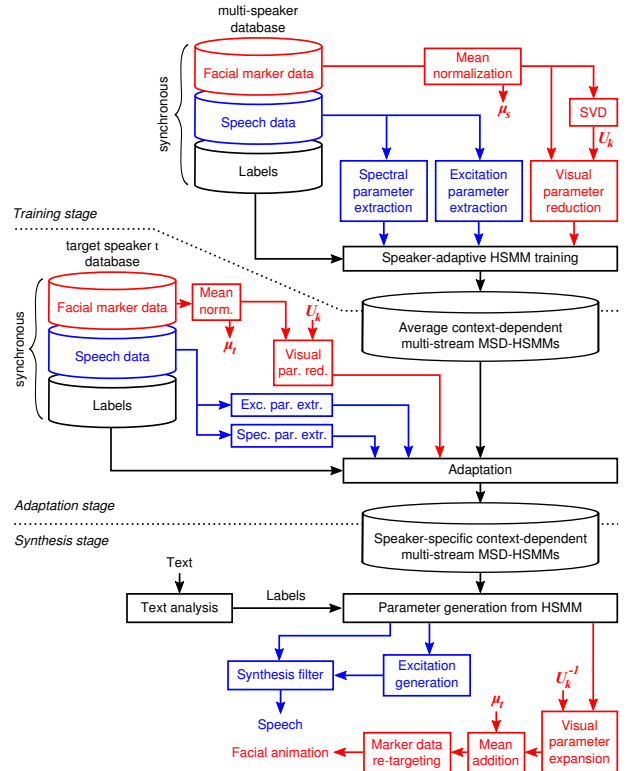 multi-speaker
database
Facial marker data
Mean
normalization
μs
SVD
Uk
synchronous
Speech data
Labels
Spectral
parameter
extraction
Excitation
parameter
extraction
Visual
parameter
reduction
Training stage
Speaker-adaptive HSMM training
target speaker t
database
Facial marker data
Mean
norm.
Uk
μt
synchronous
Speech data
Visual
par. red.
Average context-dependent
multi-stream MSD-HSMMs
Labels
Exc. par. extr.
Spec. par. extr.
Adaptation
Adaptation stage
Synthesis stage
Speaker-specific context-dependent
multi-stream MSD-HSMMs
Text
Text analysis
Labels
Parameter generation from HSMM
Synthesis filter
Excitation
generation
Uk-1
Speech
μt
Facial animation
Marker data
re-targeting
Mean
addition
Visual
parameter
expansion